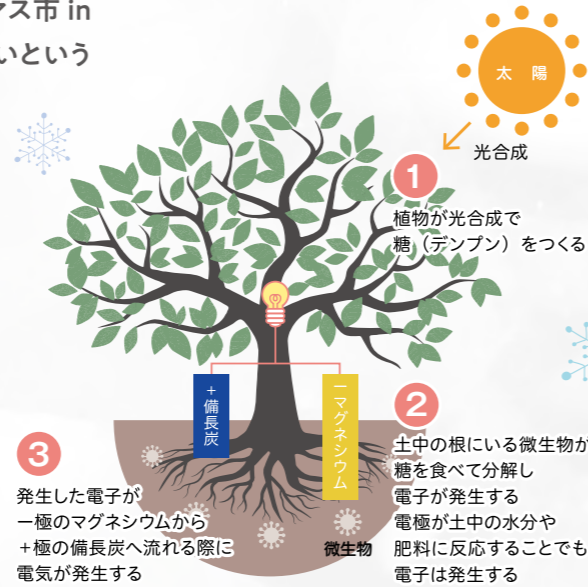 マス市 in
いという
太 陽
光合成
1
植物が光合成で
糖（デンプン）をつくる
+備長炭
ーマグネシウム
2
土中の根にいる微生物が
糖を食べて分解し
電子が発生する
電極が土中の水分や
肥料に反応することでも
電子は発生する
3
発生した電子が
ー極のマグネシウムから
+極の備長炭へ流れる際に
電気が発生する
微生物